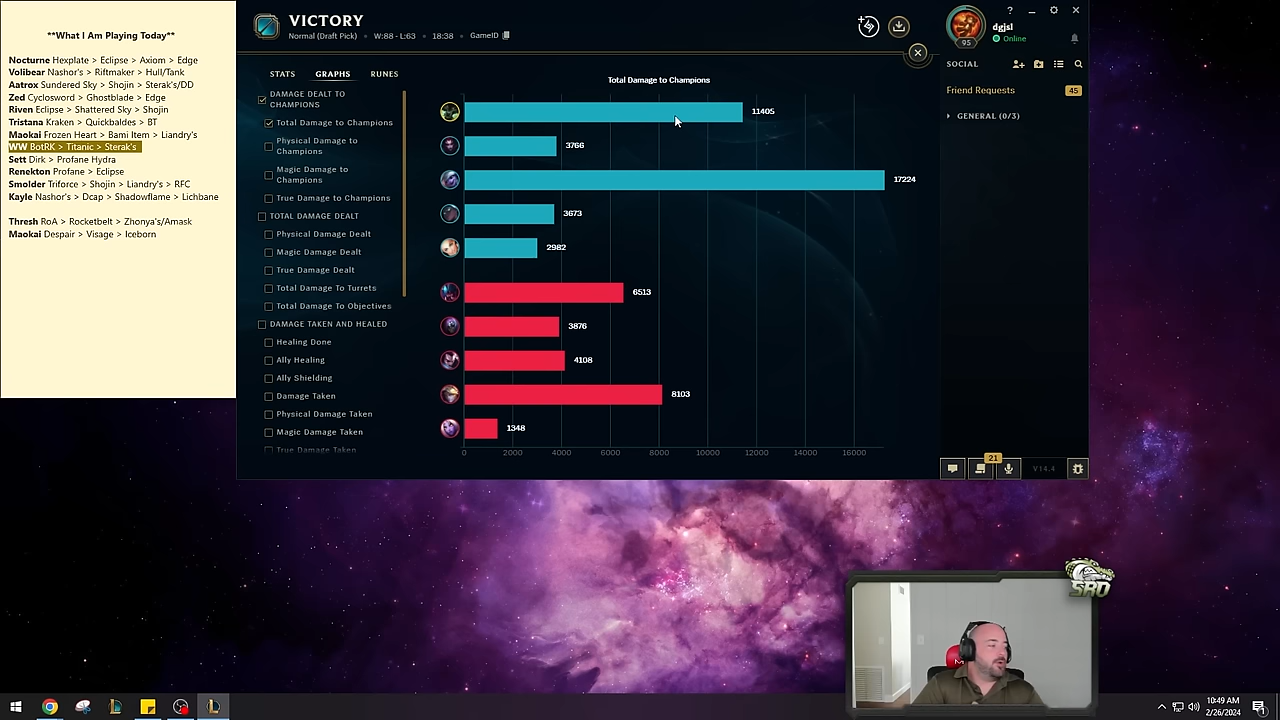 **What I Am Playing Today**
Nocturne Hexplate > Eclipse > Axiom > Edge
Volibear Nashor's > Riftmaker > Hull/Tank
Aatrox Sundered Sky > Shojin > Sterak's/DD
Zed Cyclosword > Ghostblade > Edge
Riven Eclipse > Shattered Sky > Shojin
Tristana Kraken > Quickbaldes > BT
Maokai Frozen Heart > Bami Item > Liandry's
WW BotRK > Titanic > Sterak's
Sett Dirk > Profane Hydra
Renekton Profane > Eclipse
Smolder Triforce > Shojin > Liandry's > RFC
Kayle Nashor's > Dcap > Shadowflame > Lichbane
Thresh RoA > Rocketbelt > Zhonya's/Amask
Maokai Despair > Visage > Iceborn
VICTORY
Normal (Draft Pick) • W:88 - L:63 • 18:38 • GameID
STATS GRAPHS RUNES
DAMAGE DEALT TO
CHAMPIONS
Total Damage to Champions
Physical Damage to
Champions
Magic Damage to
Champions
True Damage to Champions
TOTAL DAMAGE DEALT
Physical Damage Dealt
Magic Damage Dealt
True Damage Dealt
Total Damage To Turrets
Total Damage To Objectives
DAMAGE TAKEN AND HEALED
Healing Done
Ally Healing
Ally Shielding
Damage Taken
Physical Damage Taken
Magic Damage Taken
True Damage Taken
Total Damage to Champions
11405
3766
17224
3673
2982
6513
3876
4108
8103
1348
0 2000 4000 6000 8000 10000 12000 14000 16000
95
dgjsl
Online
SOCIAL
Friend Requests 45
GENERAL (0/3)
21
V14.4
SRO
10:49 AM
2/26/2024